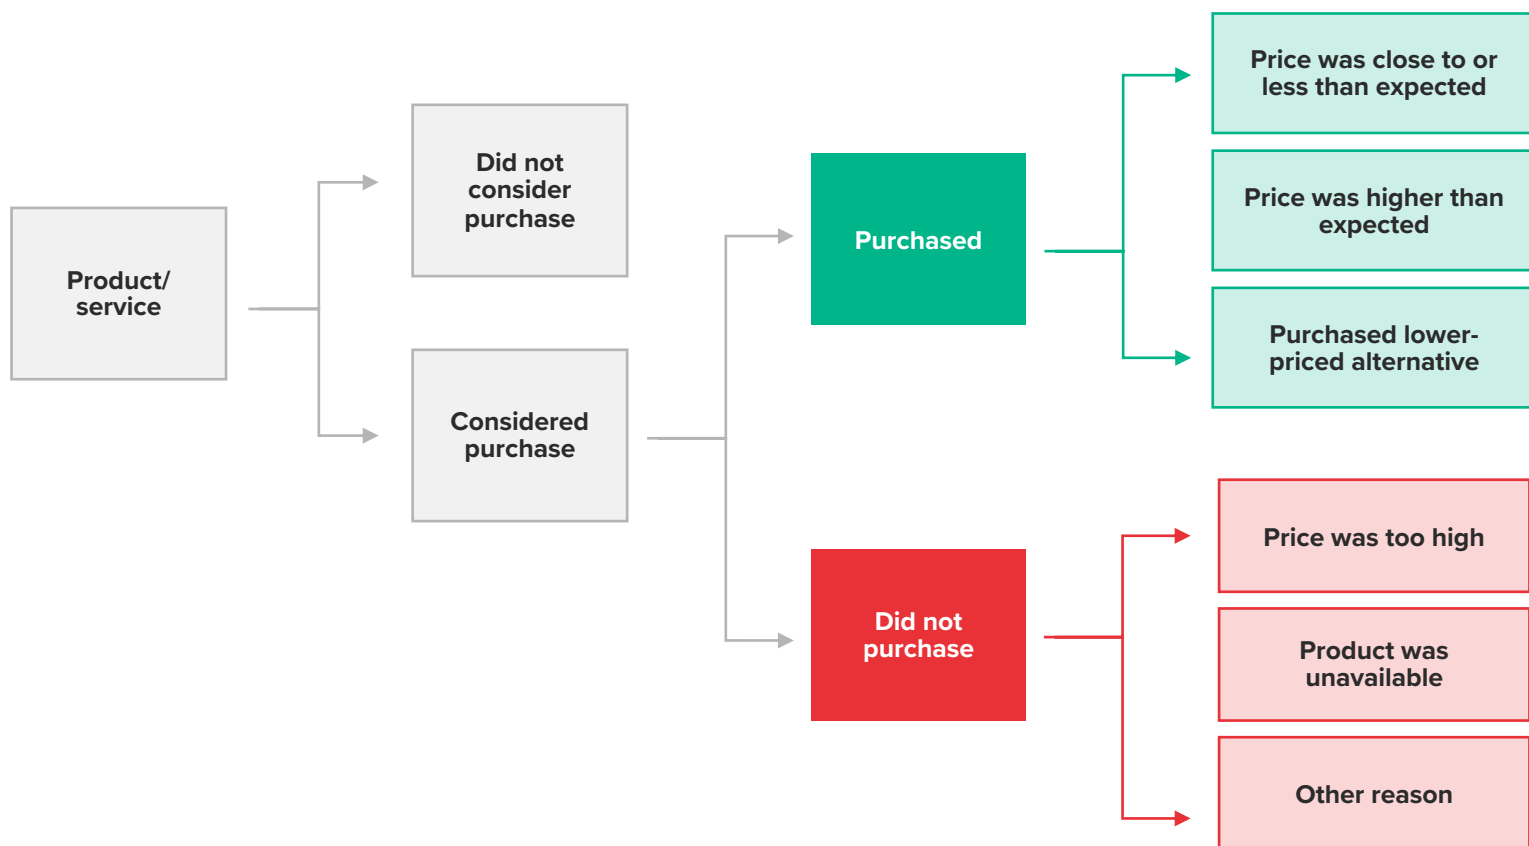 Product/
service
Did not
consider
purchase
Considered
purchase
Purchased
Did not
purchase
Price was close to or
less than expected
Price was higher than
expected
Purchased lower-
priced alternative
Price was too high
Product was
unavailable
Other reason